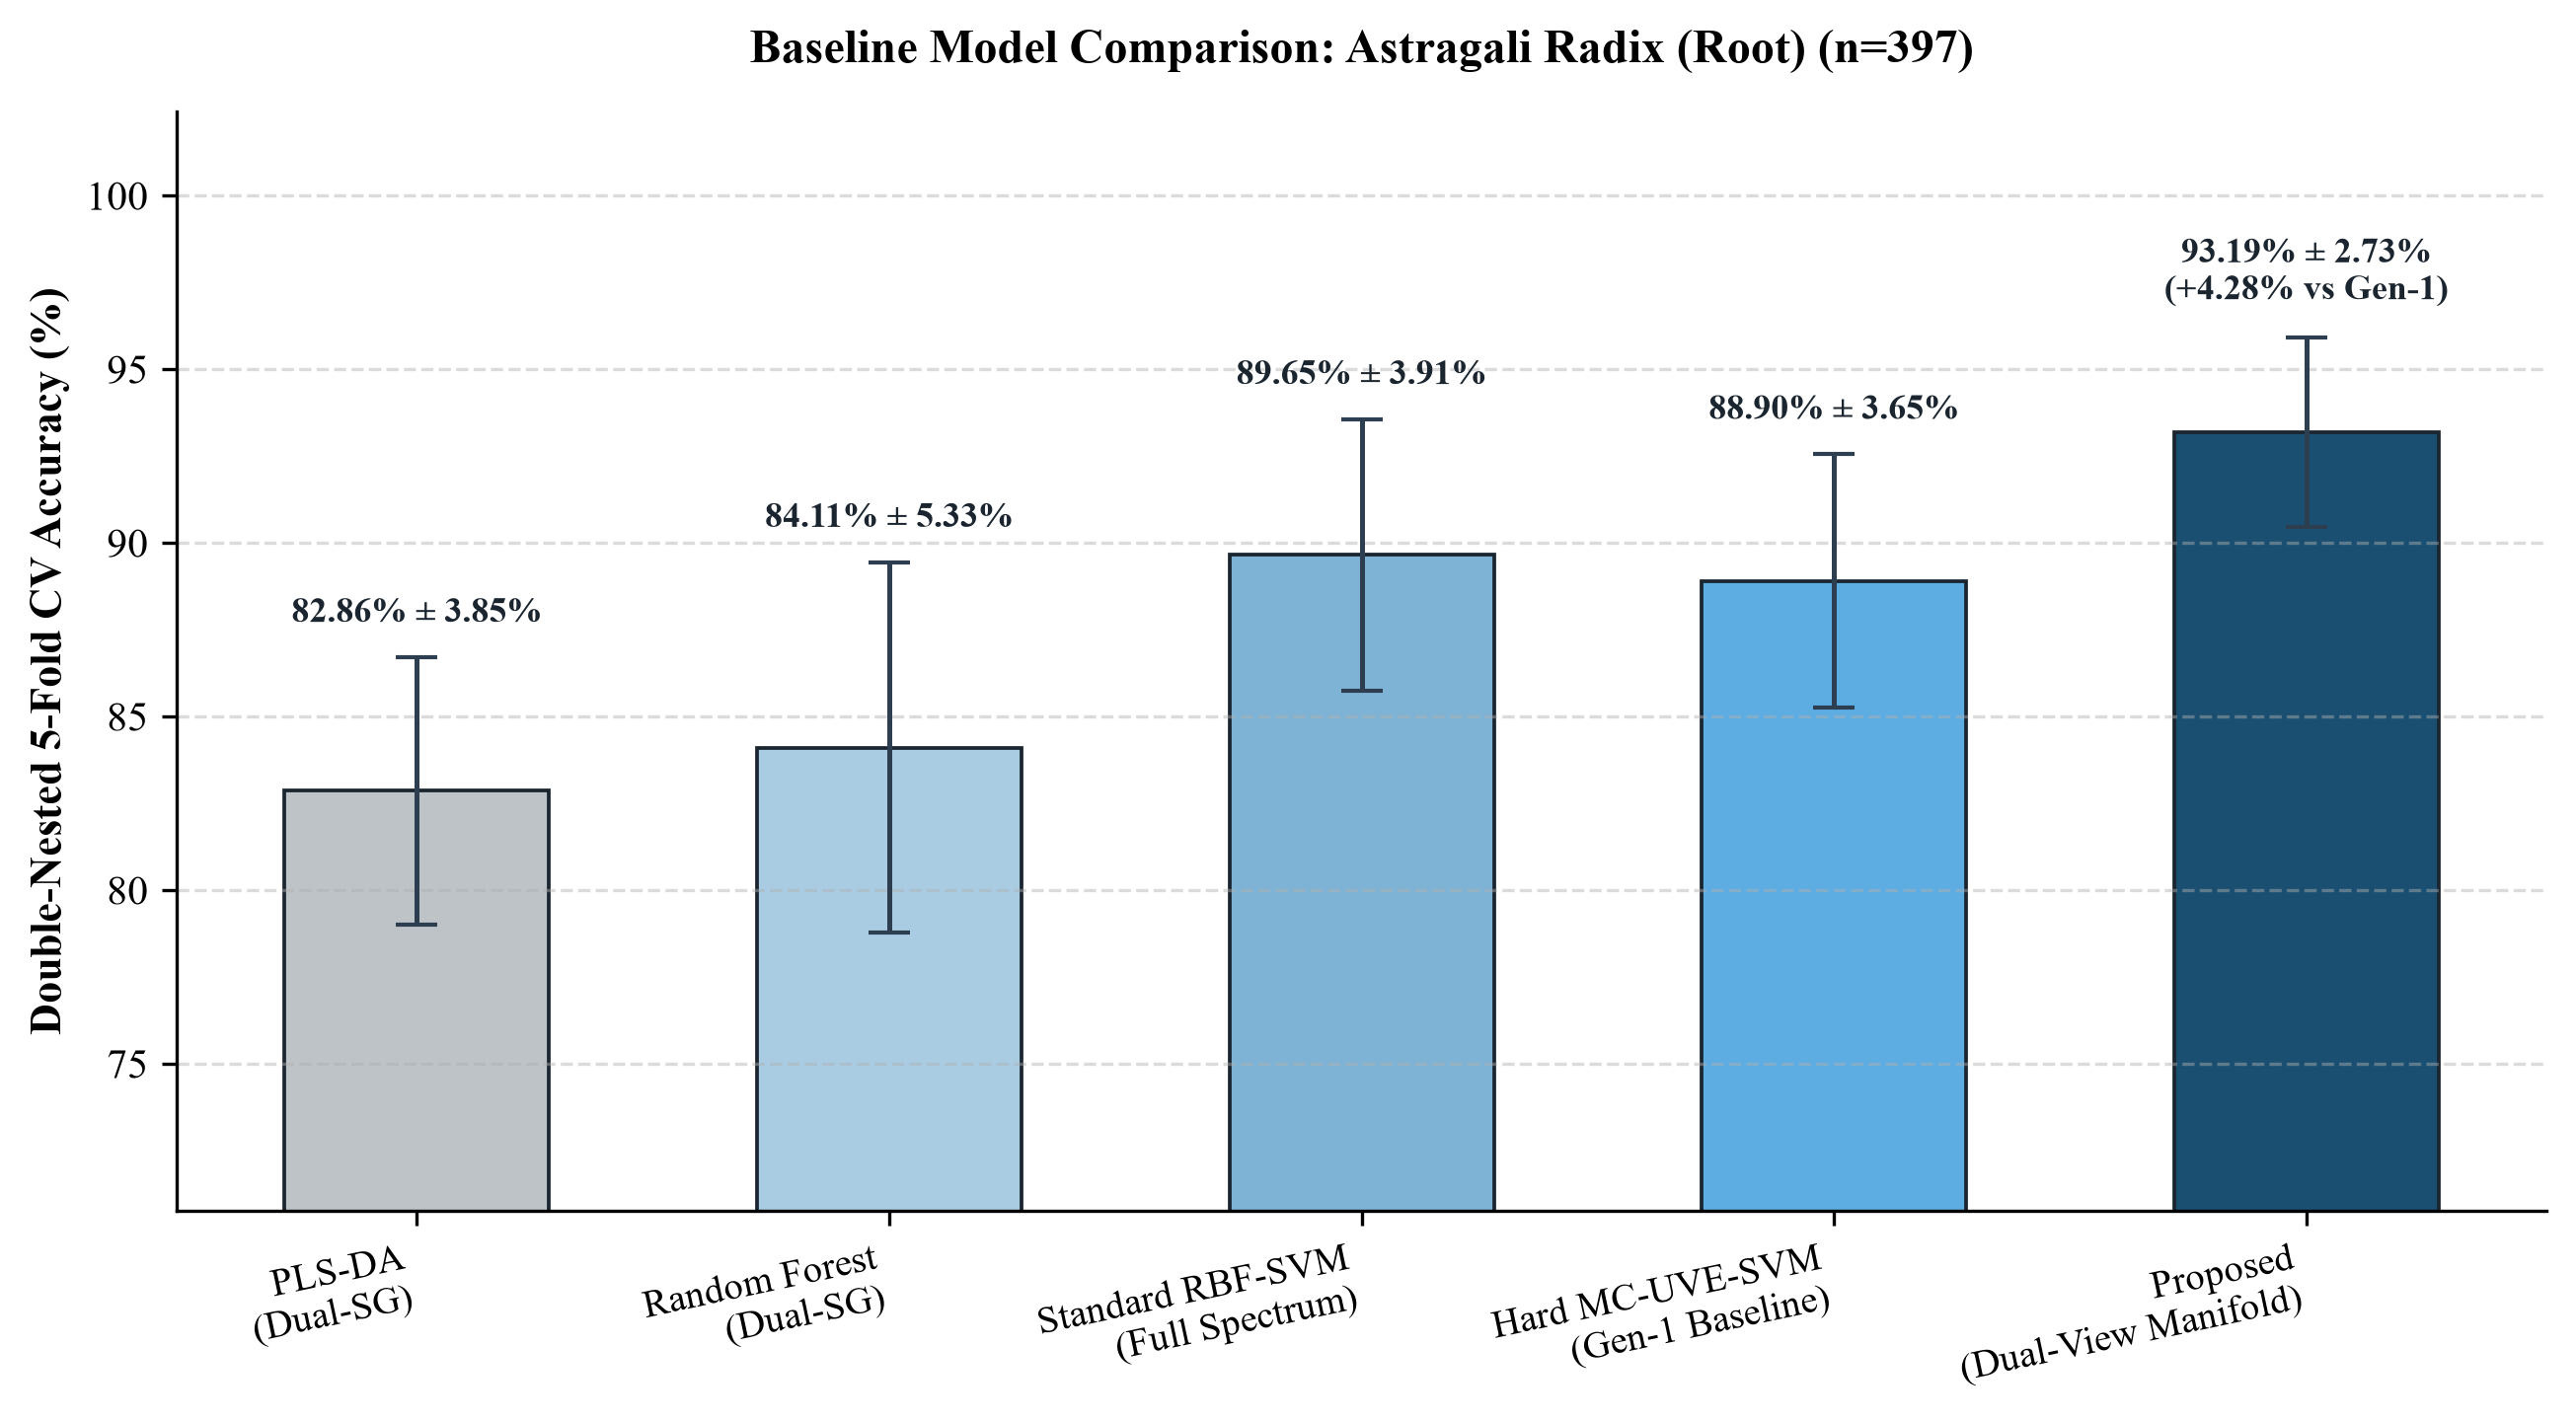 Baseline Model Comparison: Astragali Radix (Root) (n=397)
Double-Nested 5-Fold CV Accuracy (%)
100
95
90
85
80
75
82.86% ± 3.85%
84.11% ± 5.33%
89.65% ± 3.91%
88.90% ± 3.65%
93.19% ± 2.73%
(+4.28% vs Gen-1)
PLS-DA
(Dual-SG)
Random Forest
(Dual-SG)
Standard RBF-SVM
(Full Spectrum)
Hard MC-UVE-SVM
(Gen-1 Baseline)
Proposed
(Dual-View Manifold)